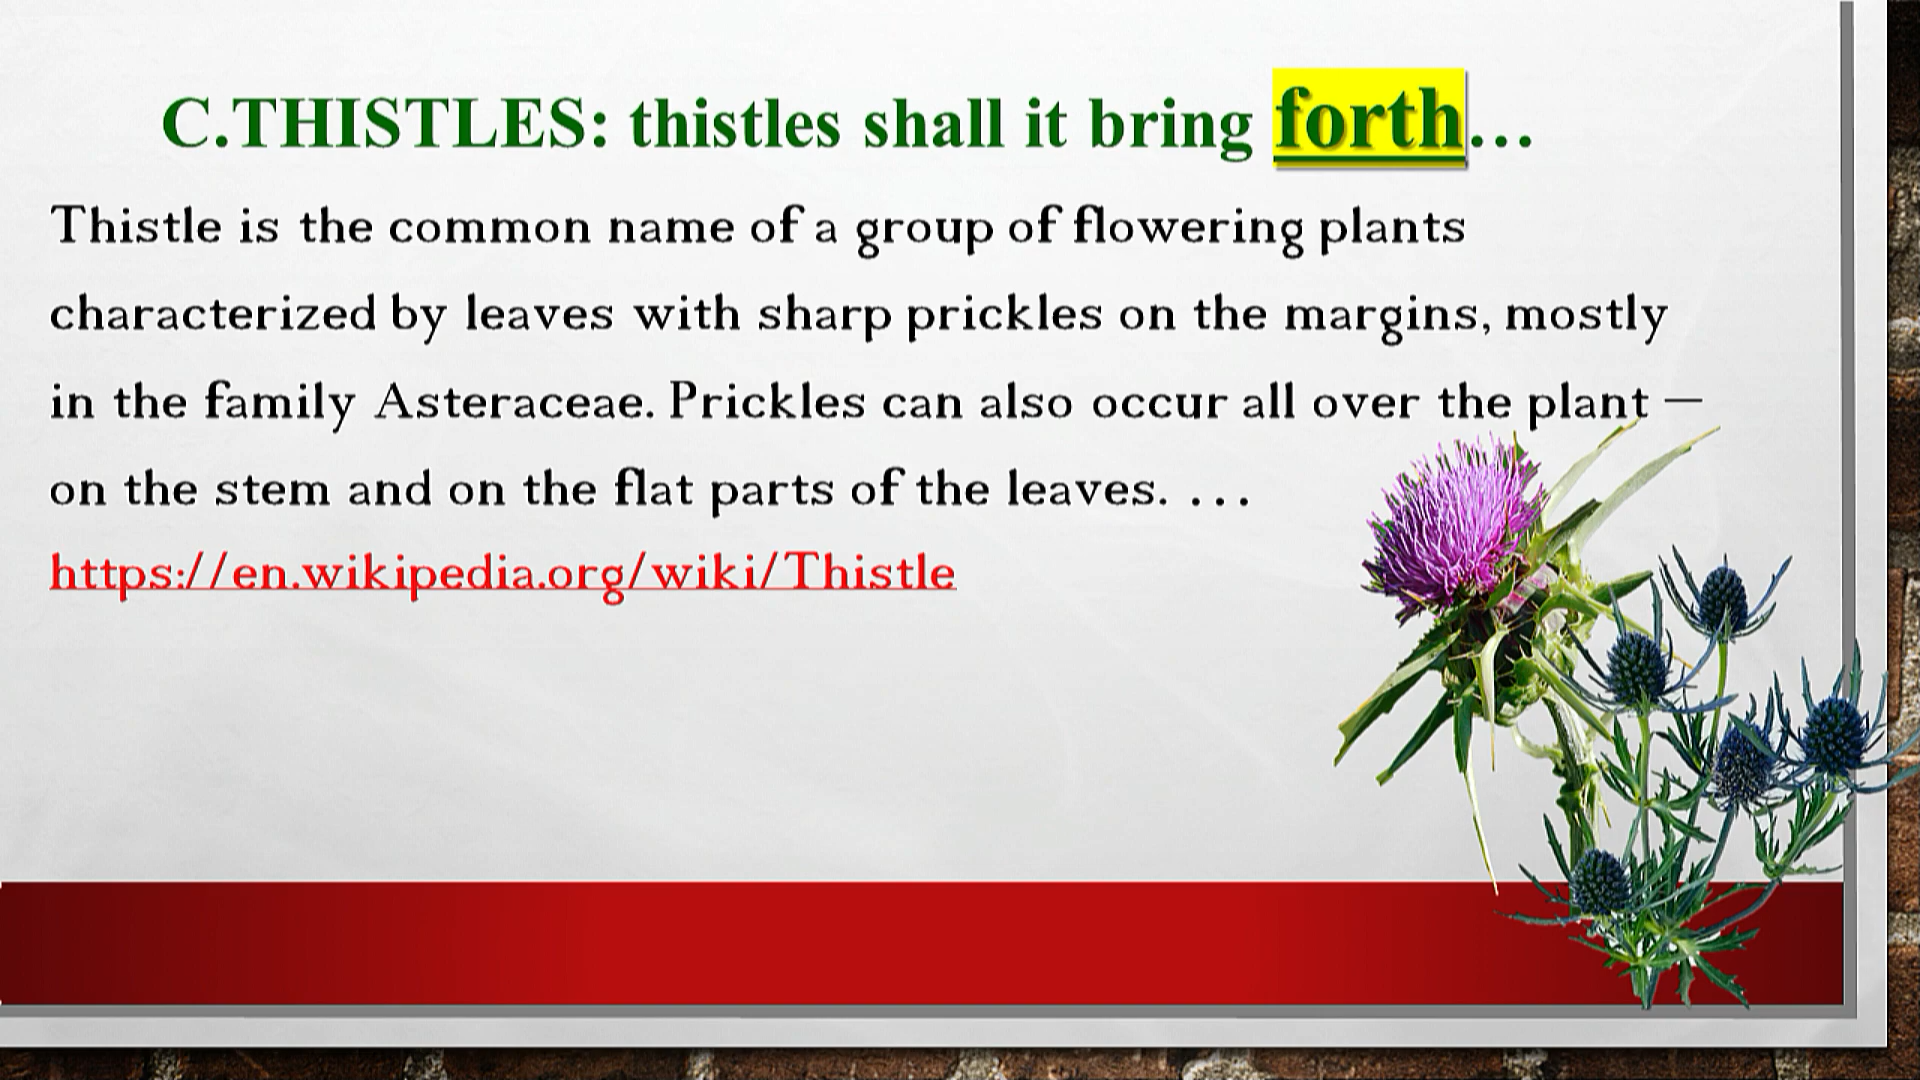 C.THISTLES: thistles shall it bring forth…
Thistle is the common name of a group of flowering plants
characterized by leaves with sharp prickles on the margins, mostly
in the family Asteraceae. Prickles can also occur all over the plant –
on the stem and on the flat parts of the leaves. …
https://en.wikipedia.org/wiki/Thistle